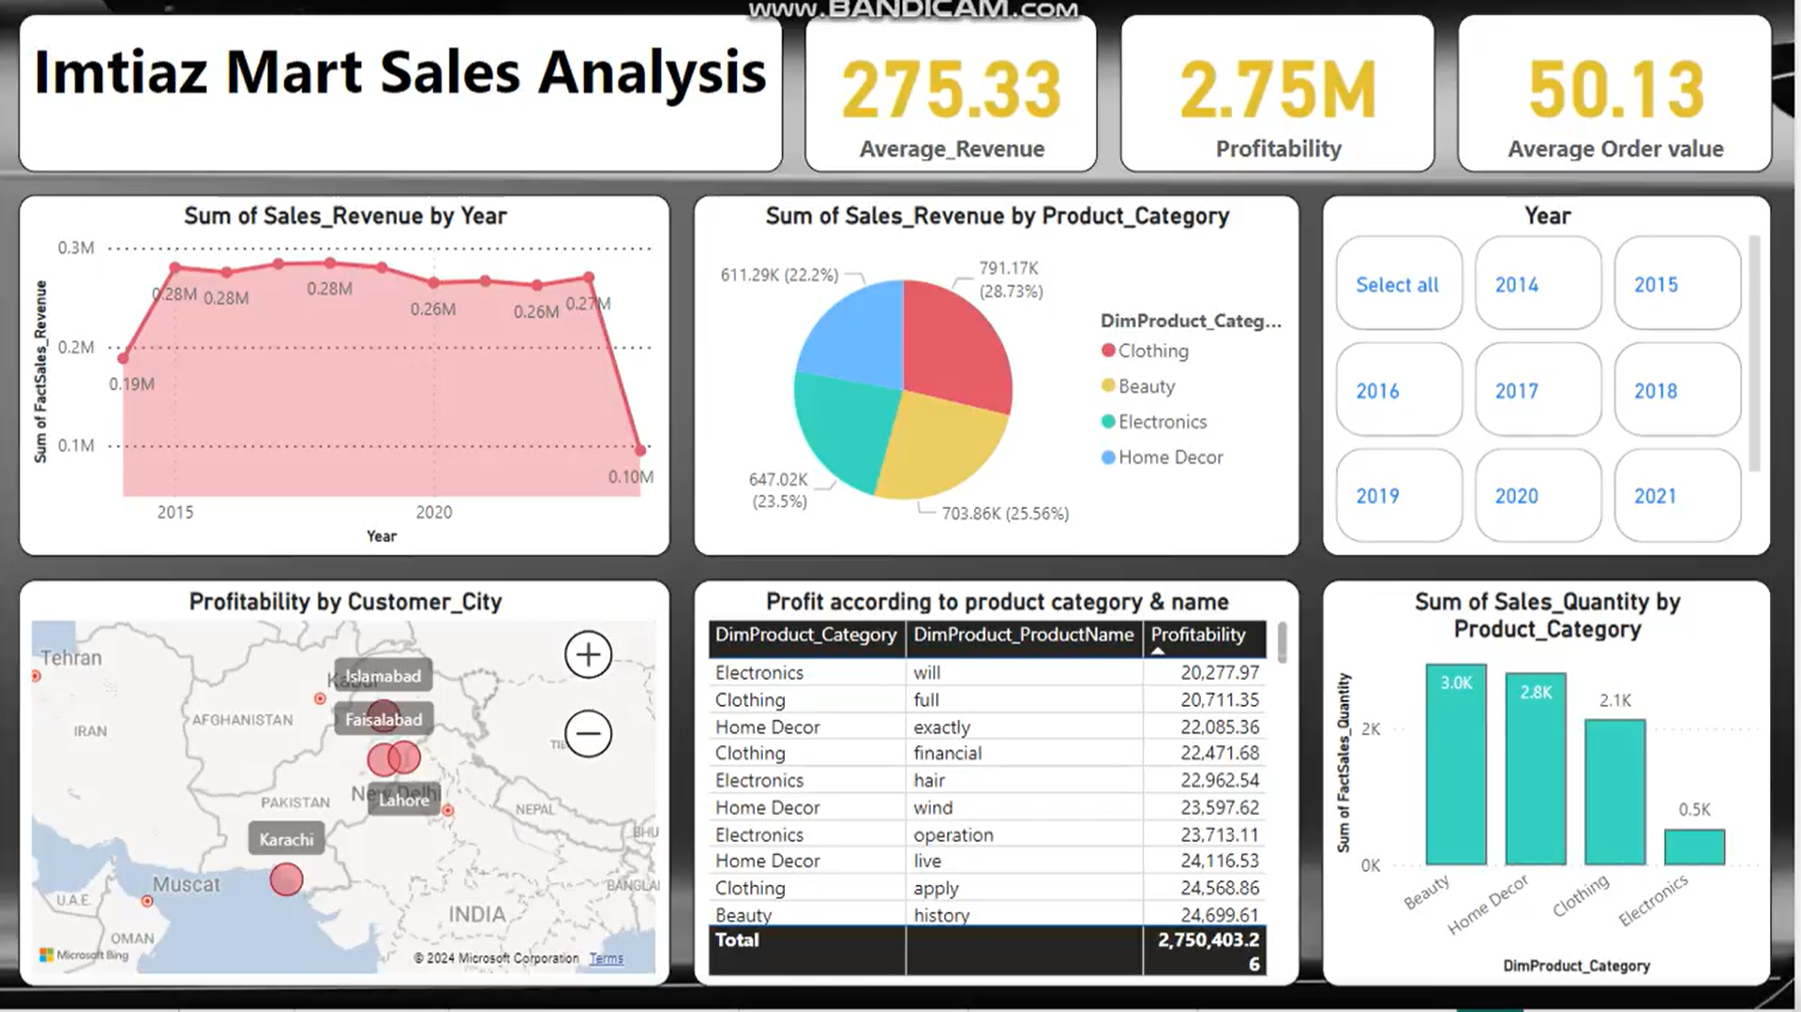 www.BANDICAM.com
Imtiaz Mart Sales Analysis
275.33
Average_Revenue
2.75M
Profitability
50.13
Average Order value
Sum of Sales_Revenue by Year
Sum of FactSales_Revenue
0.3M
0.2M
0.1M
0.19M
0.28M
0.28M
0.28M
0.26M
0.26M
0.27M
0.10M
2015
2020
Year
Sum of Sales_Revenue by Product_Category
611.29K (22.2%)
791.17K
(28.73%)
647.02K
(23.5%)
703.86K (25.56%)
DimProduct_Categ...
Clothing
Beauty
Electronics
Home Decor
Year
Select all
2014
2015
2016
2017
2018
2019
2020
2021
Profitability by Customer_City
Tehran
Islamabad
Faisalabad
AFGHANISTAN
IRAN
PAKISTAN
Lahore
NEPAL
Karachi
BHU
Muscat
U.A.E.
BANGLA
INDIA
OMAN
Microsoft Bing
© 2024 Microsoft Corporation Terms
Profit according to product category & name
DimProduct_Category DimProduct_ProductName Profitability
Electronics will 20,277.97
Clothing full 20,711.35
Home Decor exactly 22,085.36
Clothing financial 22,471.68
Electronics hair 22,962.54
Home Decor wind 23,597.62
Electronics operation 23,713.11
Home Decor live 24,116.53
Clothing apply 24,568.86
Beauty history 24,699.61
Total 2,750,403.2
6
Sum of Sales_Quantity by
Product_Category
Sum of FactSales_Quantity
2K
0K
3.0K
2.8K
2.1K
0.5K
Beauty
Home Decor
Clothing
Electronics
DimProduct_Category